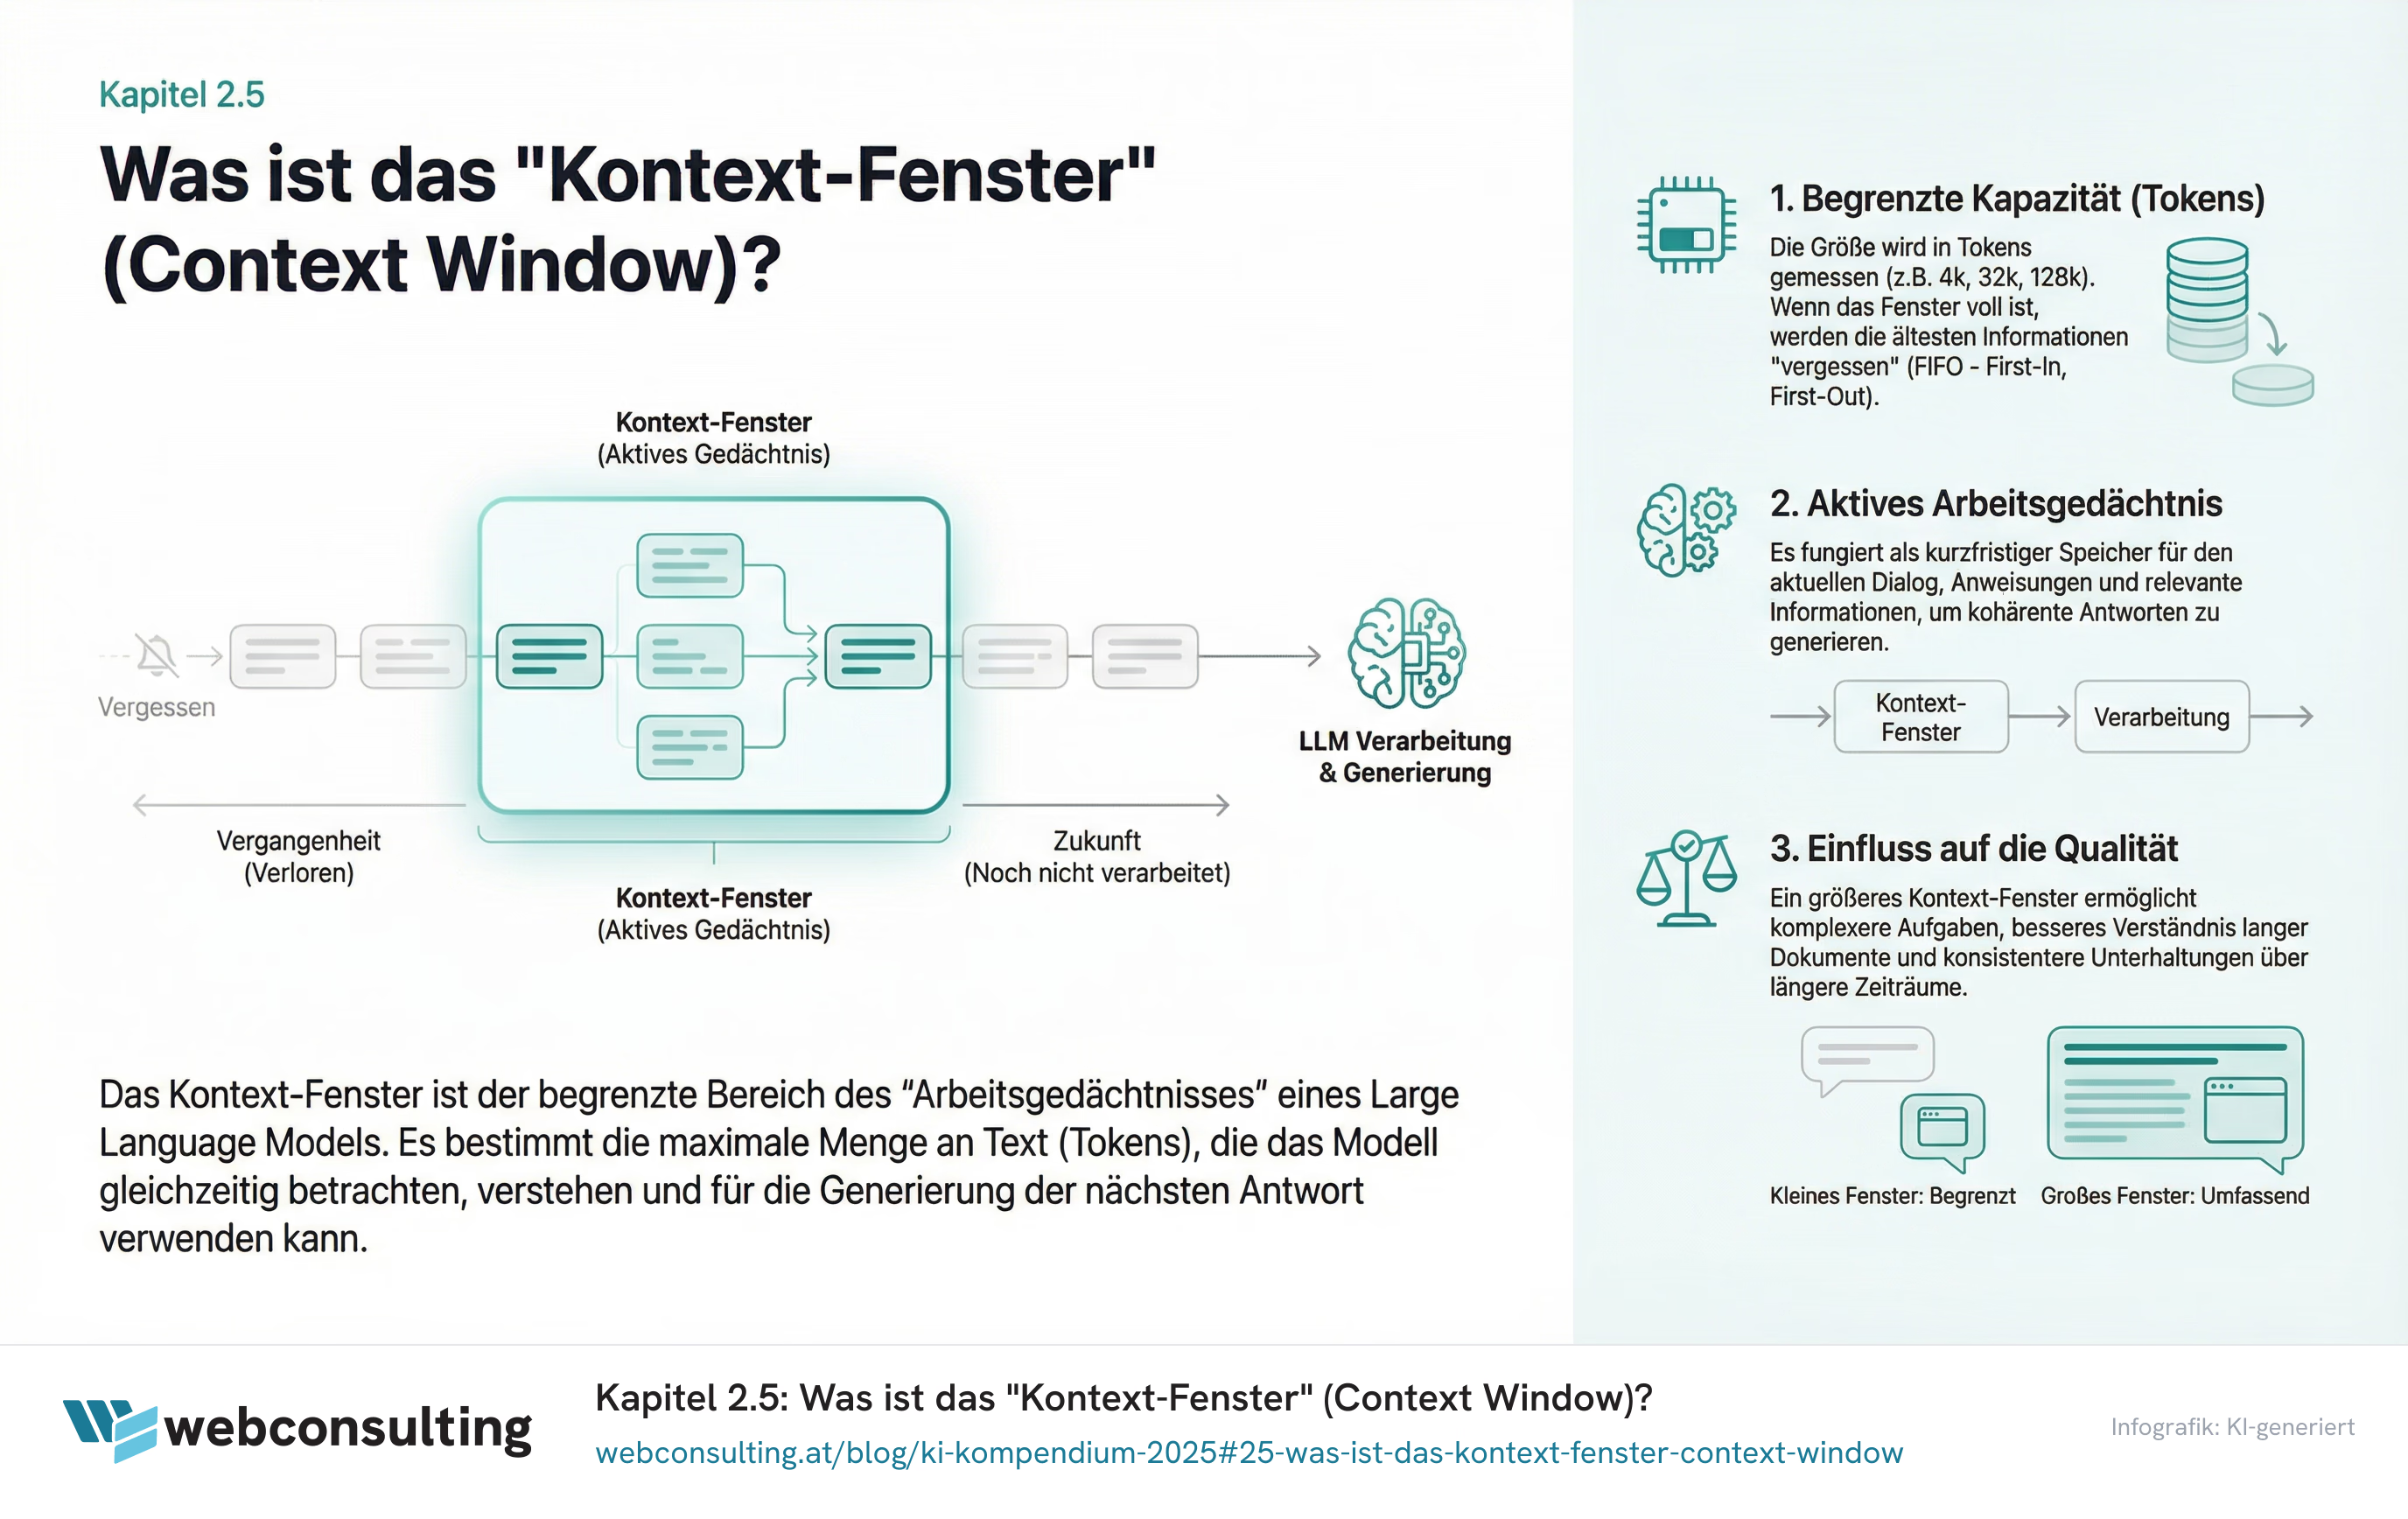 Kapitel 2.5
Was ist das "Kontext-Fenster"
(Context Window)?
Kontext-Fenster
(Aktives Gedächtnis)
Vergessen
LLM Verarbeitung
& Generierung
Vergangenheit
(Verloren)
Kontext-Fenster
(Aktives Gedächtnis)
Zukunft
(Noch nicht verarbeitet)
Das Kontext-Fenster ist der begrenzte Bereich des “Arbeitsgedächtnisses” eines Large
Language Models. Es bestimmt die maximale Menge an Text (Tokens), die das Modell
gleichzeitig betrachten, verstehen und für die Generierung der nächsten Antwort
verwenden kann.
1. Begrenzte Kapazität (Tokens)
Die Größe wird in Tokens
gemessen (z.B. 4k, 32k, 128k).
Wenn das Fenster voll ist,
werden die ältesten Informationen
"vergessen" (FIFO - First-In,
First-Out).
2. Aktives Arbeitsgedächtnis
Es fungiert als kurzfristiger Speicher für den
aktuellen Dialog, Anweisungen und relevante
Informationen, um kohärente Antworten zu
generieren.
Kontext-
Fenster
Verarbeitung
3. Einfluss auf die Qualität
Ein größeres Kontext-Fenster ermöglicht
komplexere Aufgaben, besseres Verständnis langer
Dokumente und konsistentere Unterhaltungen über
längere Zeiträume.
Kleines Fenster: Begrenzt
Großes Fenster: Umfassend
webconsulting
Kapitel 2.5: Was ist das "Kontext-Fenster" (Context Window)?
webconsulting.at/blog/ki-kompendium-2025#25-was-ist-das-kontext-fenster-context-window
Infografik: KI-generiert